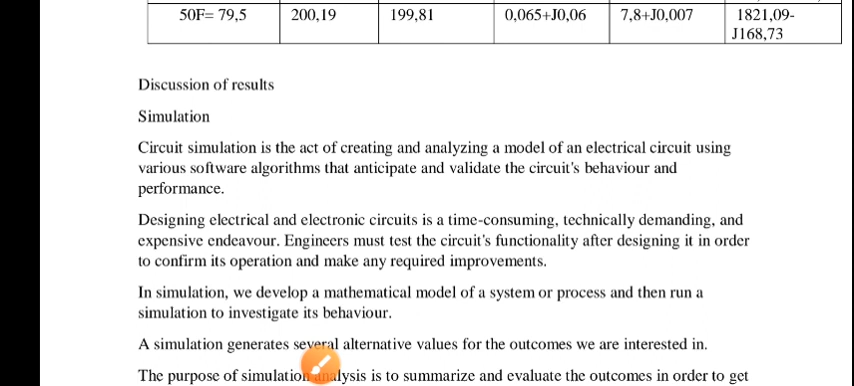 50F= 79,5 200,19 199,81 0,065+J0,06 7,8+J0,007 1821,09-
J168,73
Discussion of results
Simulation
Circuit simulation is the act of creating and analyzing a model of an electrical circuit using
various software algorithms that anticipate and validate the circuit's behaviour and
performance.
Designing electrical and electronic circuits is a time-consuming, technically demanding, and
expensive endeavour. Engineers must test the circuit's functionality after designing it in order
to confirm its operation and make any required improvements.
In simulation, we develop a mathematical model of a system or process and then run a
simulation to investigate its behaviour.
A simulation generates several alternative values for the outcomes we are interested in.
The purpose of simulation analysis is to summarize and evaluate the outcomes in order to get